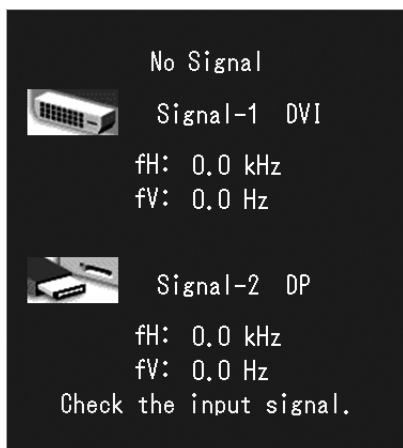 No Signal
Signal-1 DVI
fH: 0.0 kHz
fV: 0.0 Hz
Signal-2 DP
fH: 0.0 kHz
fV: 0.0 Hz
Check the input signal.